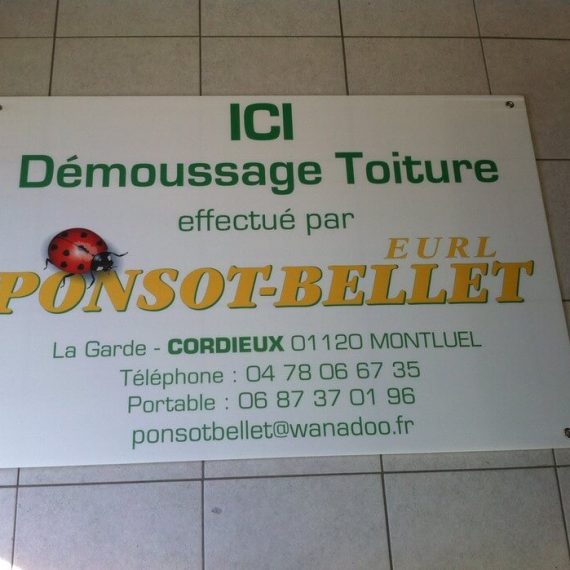 ICI
Démoussage Toiture
effectué par
EURL
PONSOT-BELLET
La Garde - CORDIEUX 01120 MONTLUEL
Téléphone : 04 78 06 67 35
Portable : 06 87 37 01 96
ponsotbellet@wanadoo.fr